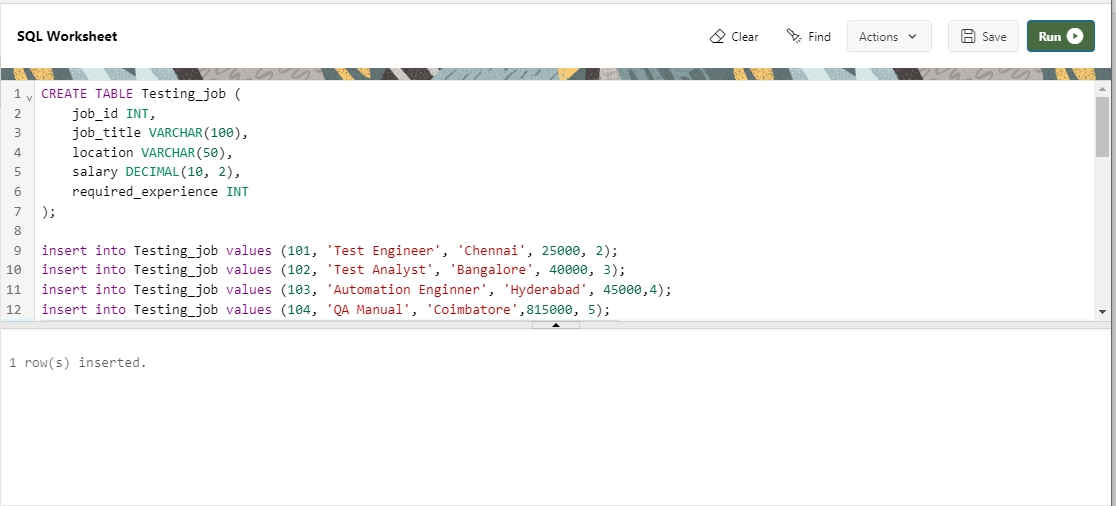 SQL Worksheet
Clear
Find
Actions
Save
Run
1 CREATE TABLE Testing_job (
2 job_id INT,
3 job_title VARCHAR(100),
4 location VARCHAR(50),
5 salary DECIMAL(10, 2),
6 required_experience INT
7 );
8
9 insert into Testing_job values (101, 'Test Engineer', 'Chennai', 25000, 2);
10 insert into Testing_job values (102, 'Test Analyst', 'Bangalore', 40000, 3);
11 insert into Testing_job values (103, 'Automation Enginner', 'Hyderabad', 45000,4);
12 insert into Testing_job values (104, 'QA Manual', 'Coimbatore',815000, 5);
1 row(s) inserted.